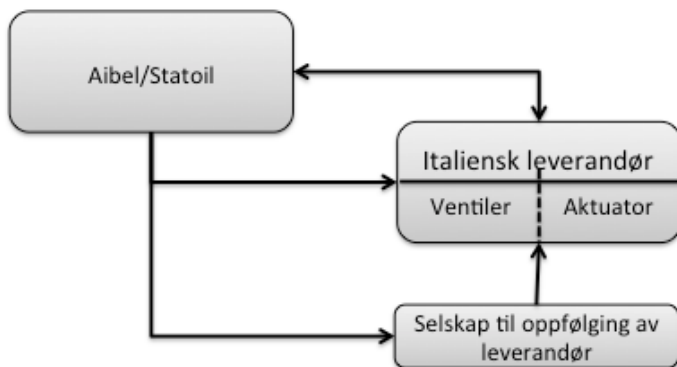 Aibel/Statoil
Italiensk leverandør
Ventiler
Aktuator
Selskap til oppfølging av
leverandør